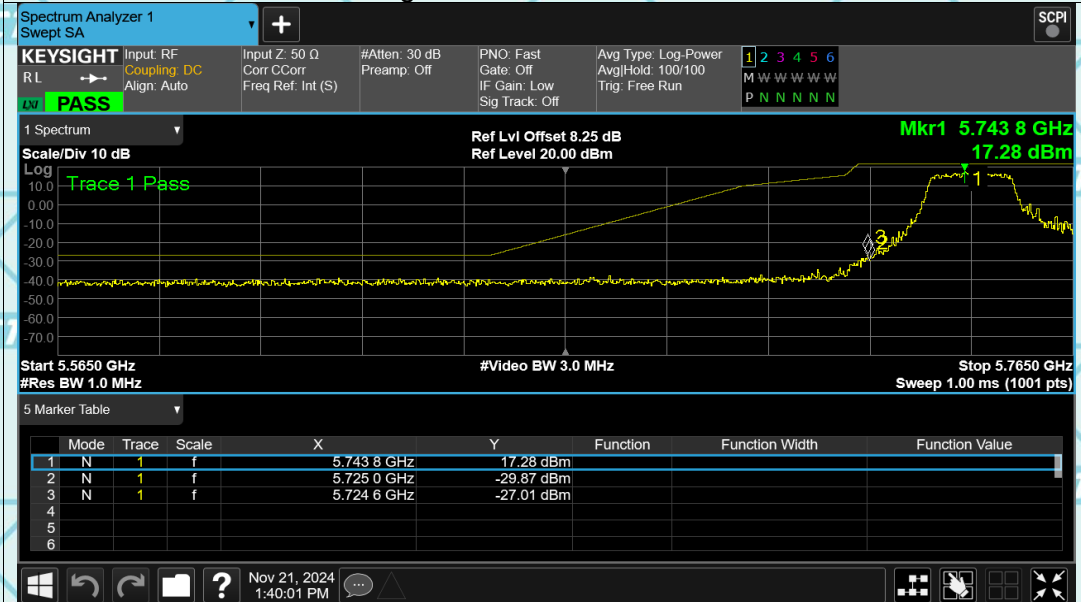 Spectrum Analyzer 1
Swept SA
+
SCPI
KEYSIGHT
R L
LXI
PASS
Input: RF
Coupling: DC
Align: Auto
Input Z: 50 Ω
Corr CCorr
Freq Ref: Int (S)
#Atten: 30 dB
Preamp: Off
PNO: Fast
Gate: Off
IF Gain: Low
Sig Track: Off
Avg Type: Log-Power
Avg|Hold: 100/100
Trig: Free Run
1 2 3 4 5 6
M W W W W W
P N N N N N
1 Spectrum
Scale/Div 10 dB
Ref Lvl Offset 8.25 dB
Ref Level 20.00 dBm
Mkr1 5.743 8 GHz
17.28 dBm
Log
Trace 1 Pass
10.0
0.00
-10.0
-20.0
-30.0
-40.0
-50.0
-60.0
-70.0
1
3
2
Start 5.5650 GHz
#Video BW 3.0 MHz
Stop 5.7650 GHz
#Res BW 1.0 MHz
Sweep 1.00 ms (1001 pts)
5 Marker Table
Mode Trace Scale X Y Function Function Width Function Value
1 N 1 f 5.743 8 GHz 17.28 dBm
2 N 1 f 5.725 0 GHz -29.87 dBm
3 N 1 f 5.724 6 GHz -27.01 dBm
4
5
6
?
Nov 21, 2024
1:40:01 PM